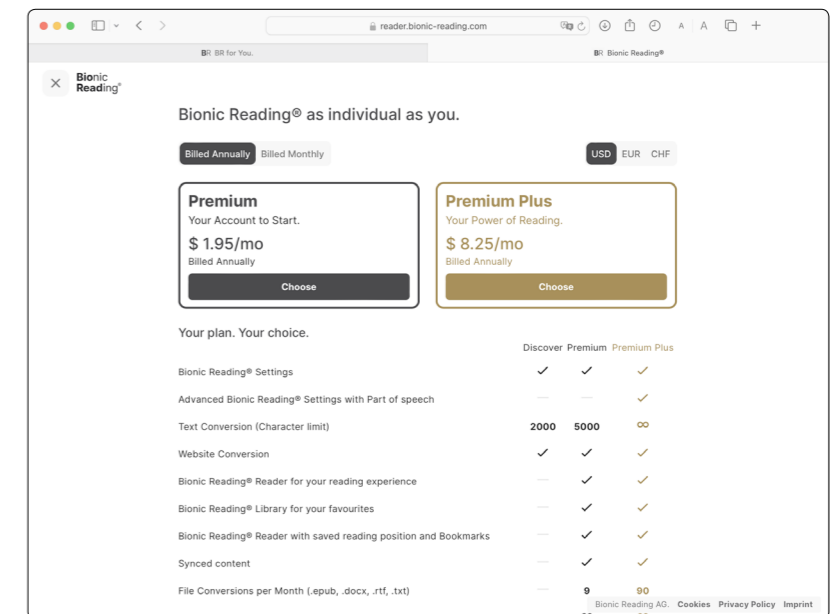 reader.bionic-reading.com
A A
BR BR for You.
BR Bionic Reading®
Bionic
Reading®
Bionic Reading® as individual as you.
Billed Annually Billed Monthly
USD EUR CHF
Premium
Your Account to Start.
$ 1.95/mo
Billed Annually
Choose
Premium Plus
Your Power of Reading.
$ 8.25/mo
Billed Annually
Choose
Your plan. Your choice.
Discover Premium Premium Plus
Bionic Reading® Settings
Advanced Bionic Reading® Settings with Part of speech
Text Conversion (Character limit) 2000 5000 ∞
Website Conversion
Bionic Reading® Reader for your reading experience
Bionic Reading® Library for your favourites
Bionic Reading® Reader with saved reading position and Bookmarks
Synced content
File Conversions per Month (.epub, .docx, .rtf, .txt) 9 90
Bionic Reading AG. Cookies Privacy Policy Imprint